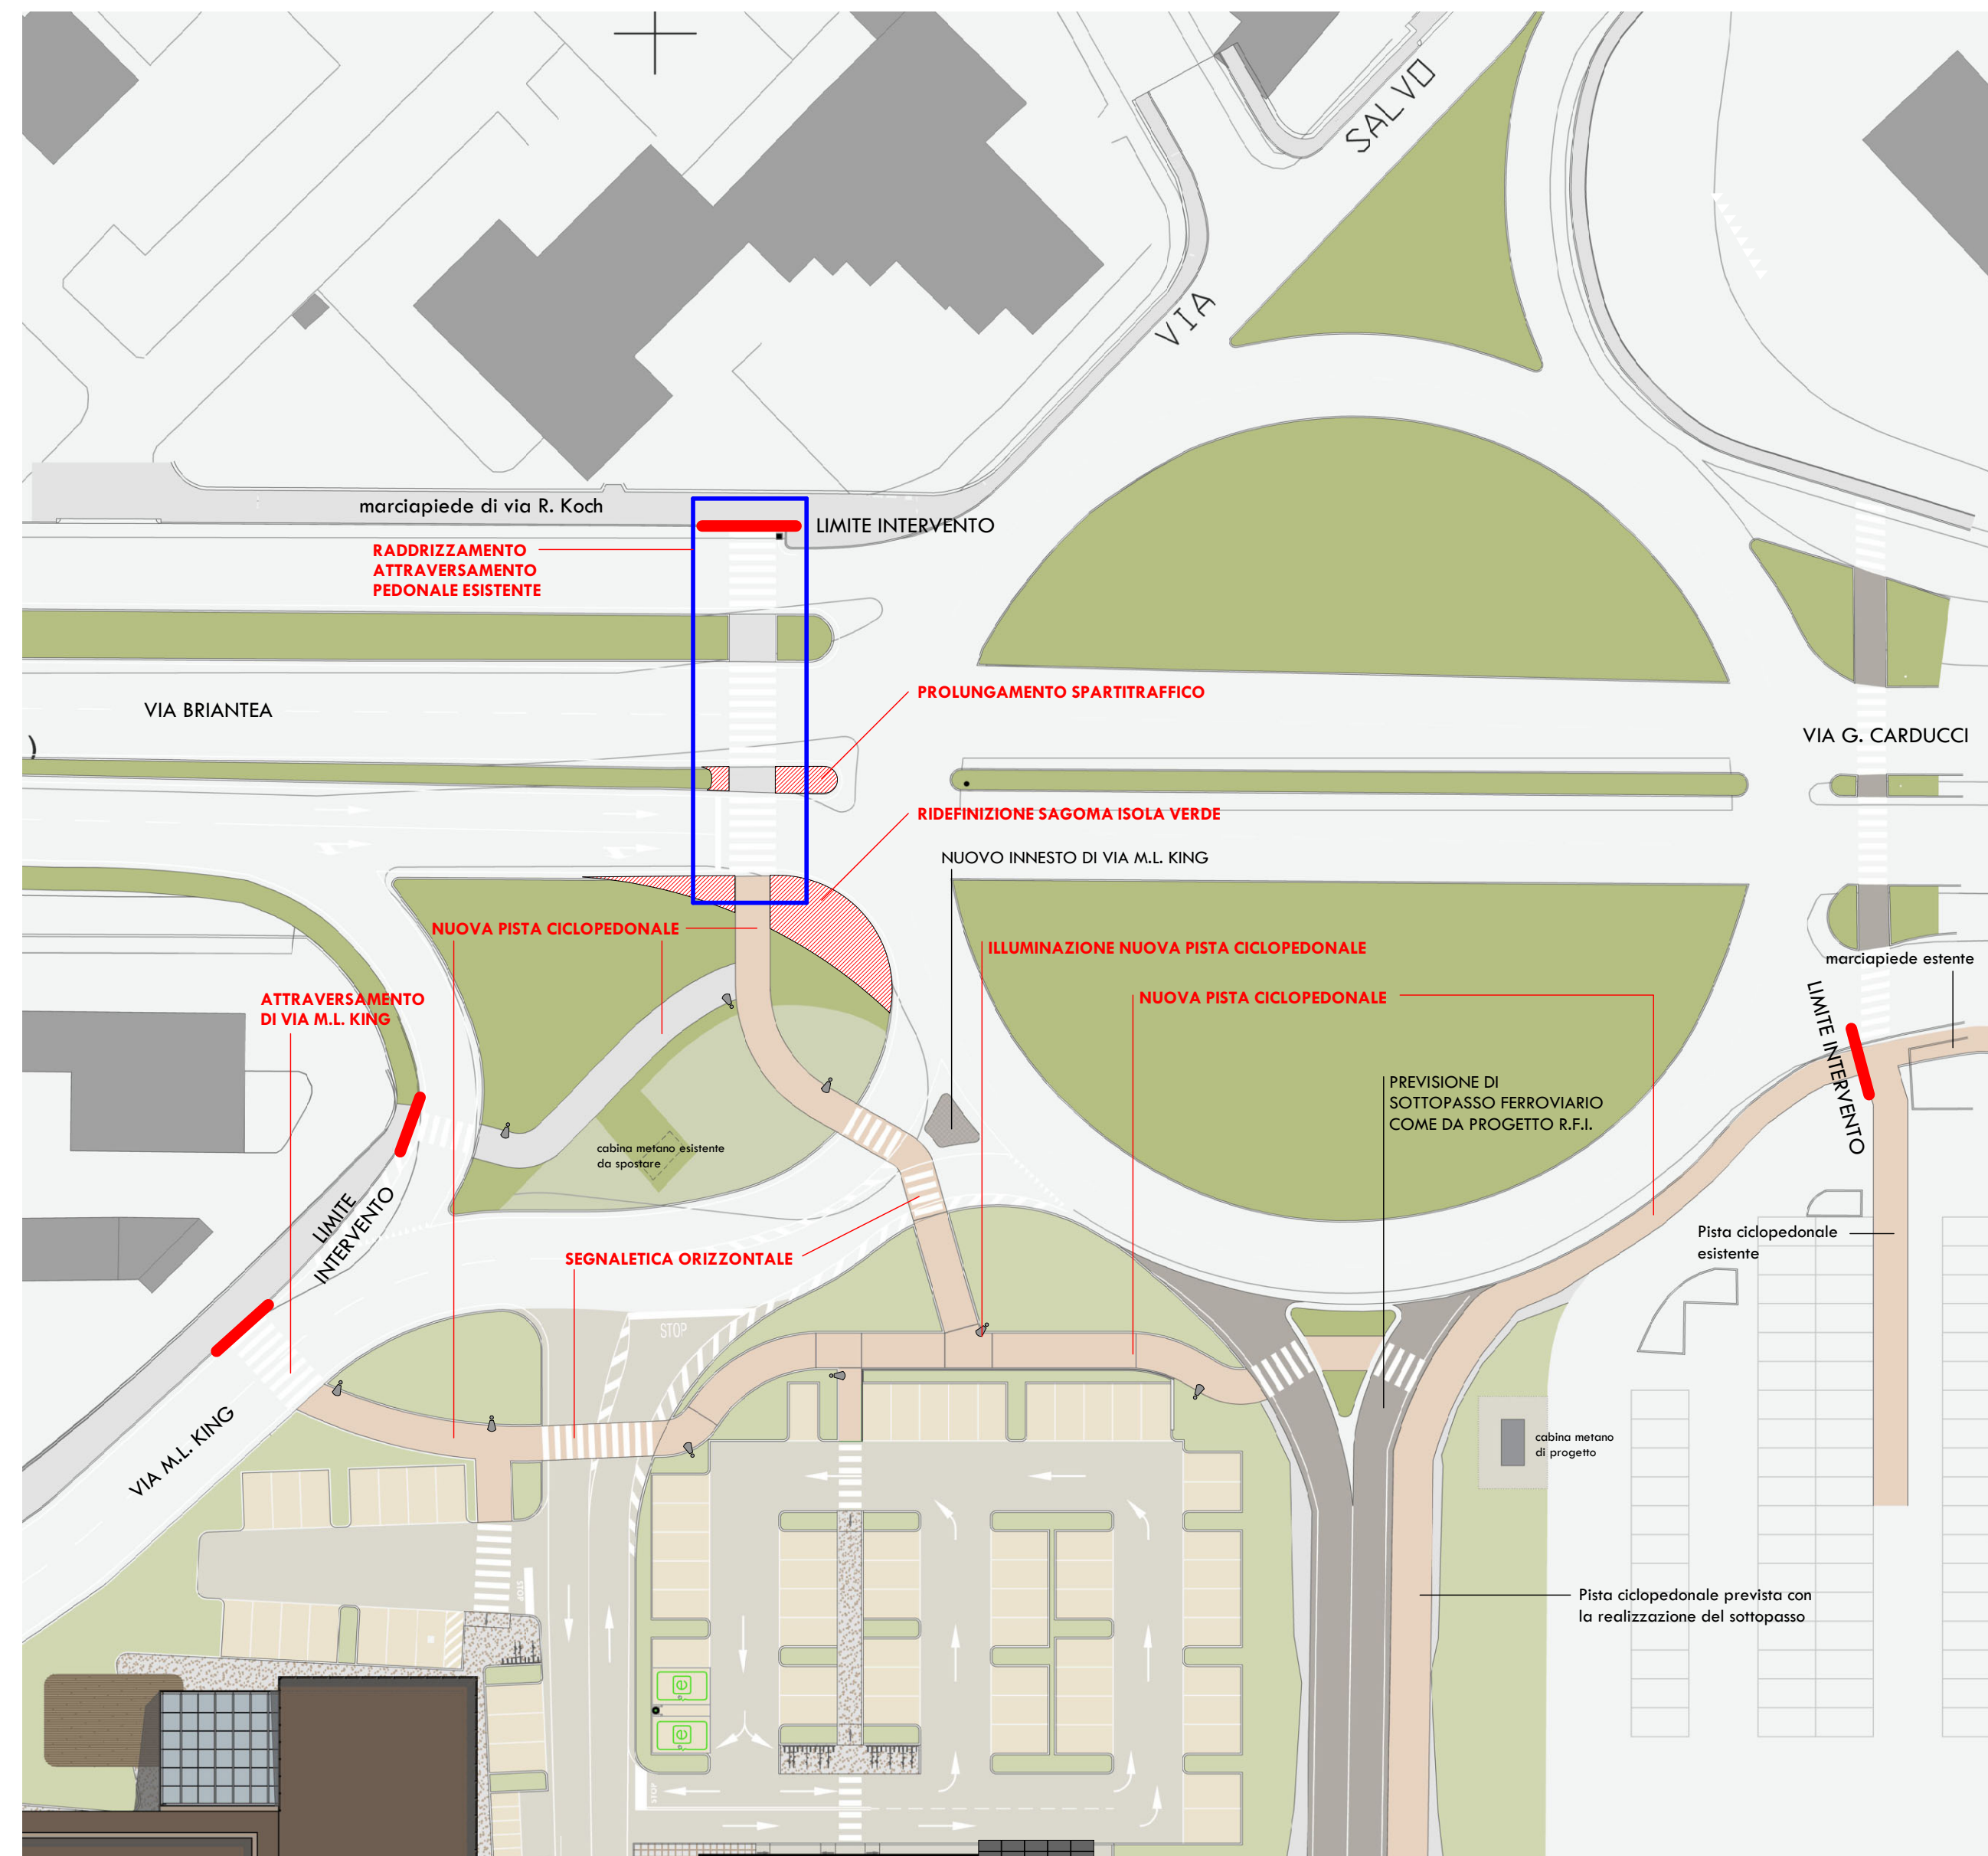 SALVO
VIA
marciapiede di via R. Koch
LIMITE INTERVENTO
RADDRIZZAMENTO
ATTRAVERSAMENTO
PEDONALE ESISTENTE
PROLUNGAMENTO SPARTITRAFFICO
VIA BRIANTEA
)
VIA G. CARDUCCI
RIDEFINIZIONE SAGOMA ISOLA VERDE
NUOVO INNESTO DI VIA M.L. KING
NUOVA PISTA CICLOPEDONALE
ILLUMINAZIONE NUOVA PISTA CICLOPEDONALE
marciapiede estente
ATTRAVERSAMENTO
DI VIA M.L. KING
NUOVA PISTA CICLOPEDONALE
LIMITE INTERVENTO
PREVISIONE DI
SOTTOPASSO FERROVIARIO
COME DA PROGETTO R.F.I.
cabina metano esistente
da spostare
LIMITE
INTERVENTO
Pista ciclopedonale
esistente
SEGNALETICA ORIZZONTALE
STOP
VIA M.L. KING
cabina metano
di progetto
STOP
Pista ciclopedonale prevista con
la realizzazione del sottopasso
e
e
STOP